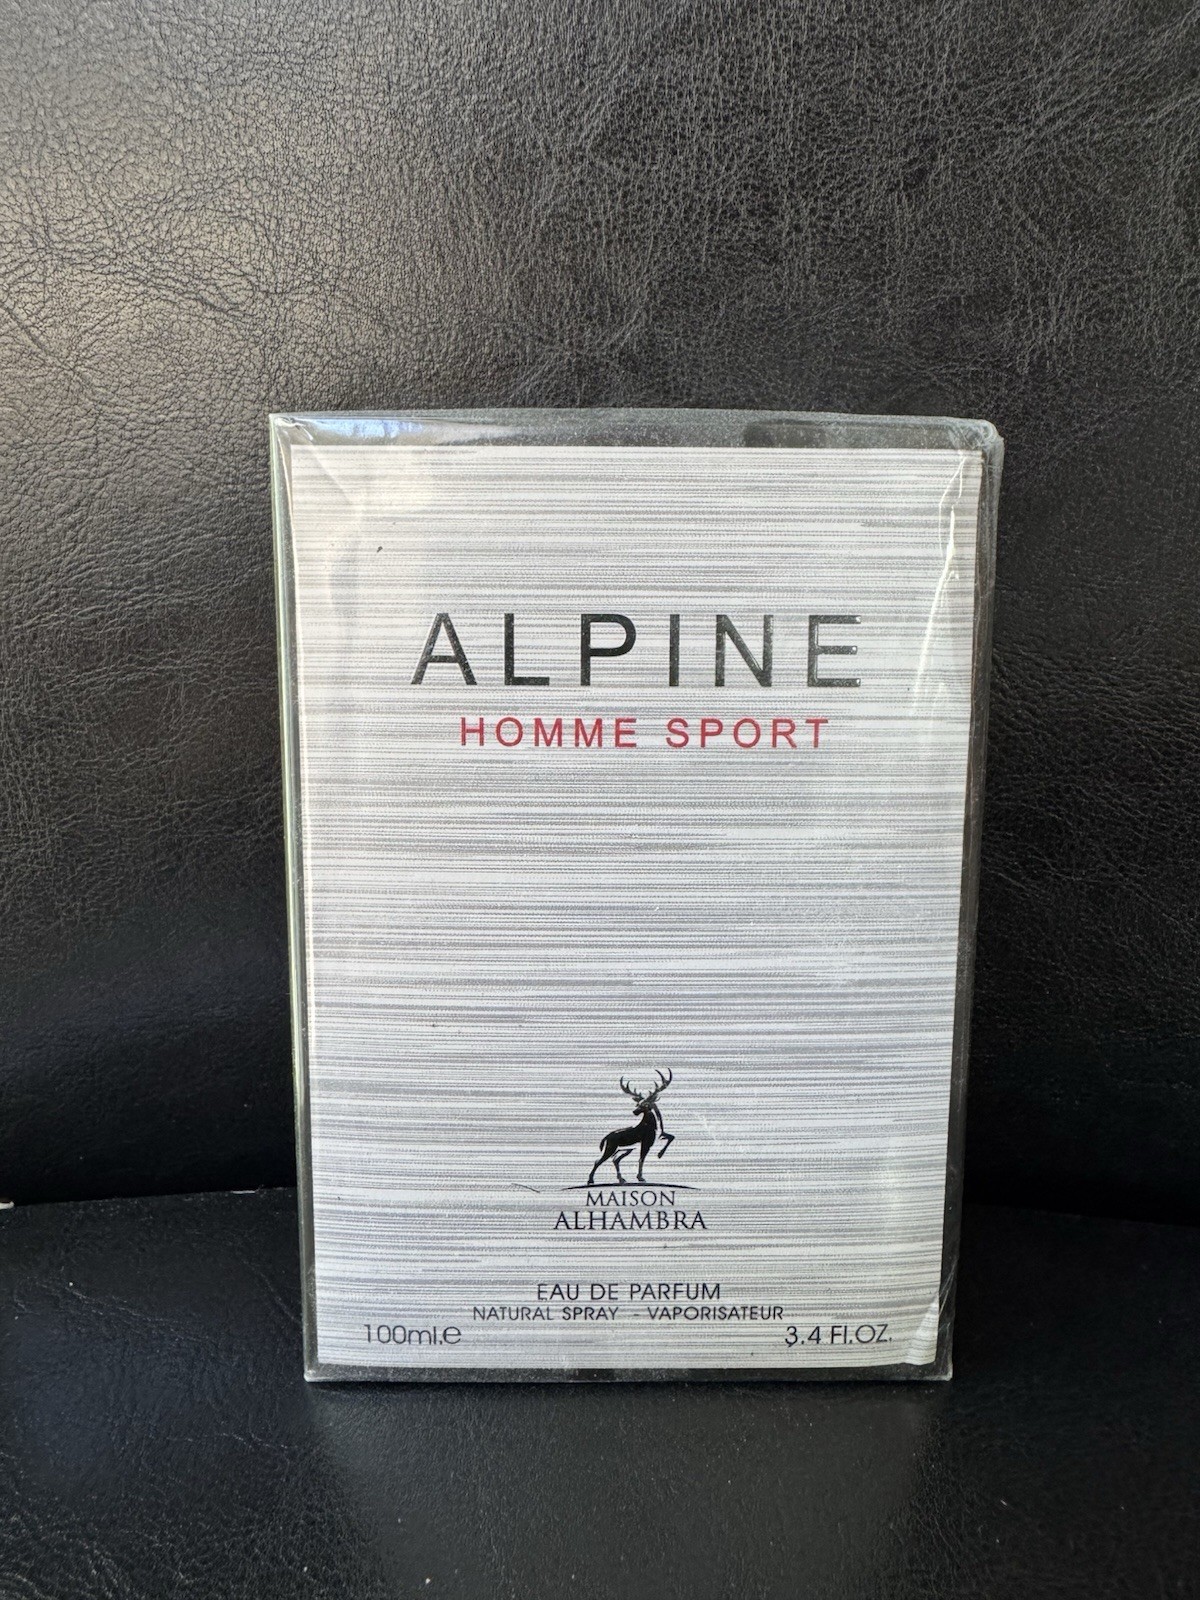 ALPINE
HOMME SPORT
MAISON
ALHAMBRA
EAU DE PARFUM
NATURAL SPRAY - VAPORISATEUR
100ml.e 3.4 Fl.OZ.